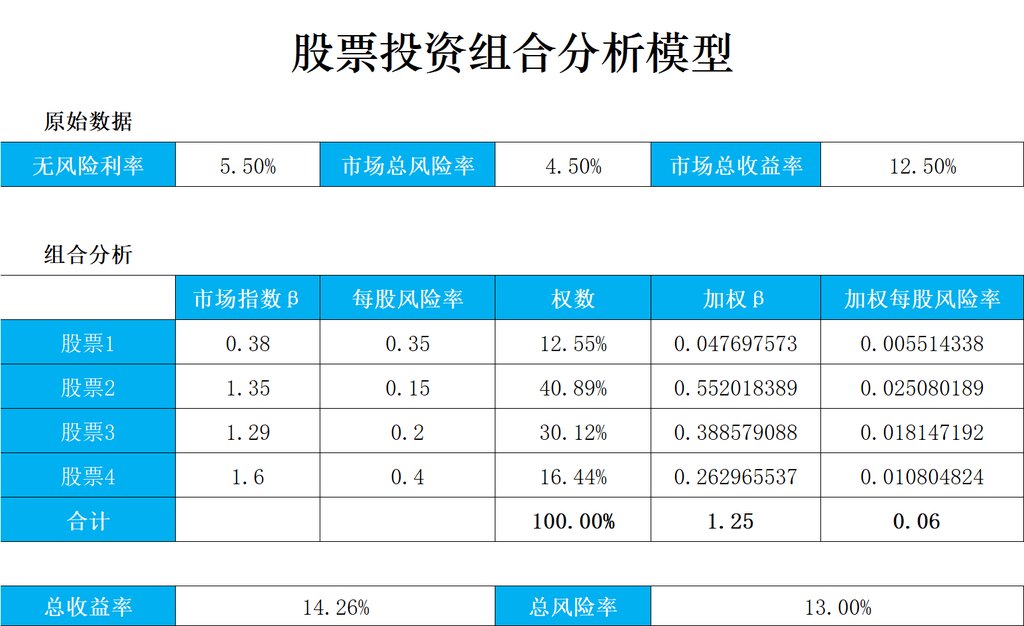 股票投资组合分析模型
原始数据
无风险利率 5.50% 市场总风险率 4.50% 市场总收益率 12.50%
组合分析
市场指数β 每股风险率 权数 加权β 加权每股风险率
股票1 0.38 0.35 12.55% 0.047697573 0.005514338
股票2 1.35 0.15 40.89% 0.552018389 0.025080189
股票3 1.29 0.2 30.12% 0.388579088 0.018147192
股票4 1.6 0.4 16.44% 0.262965537 0.010804824
合计 100.00% 1.25 0.06
总收益率 14.26% 总风险率 13.00%